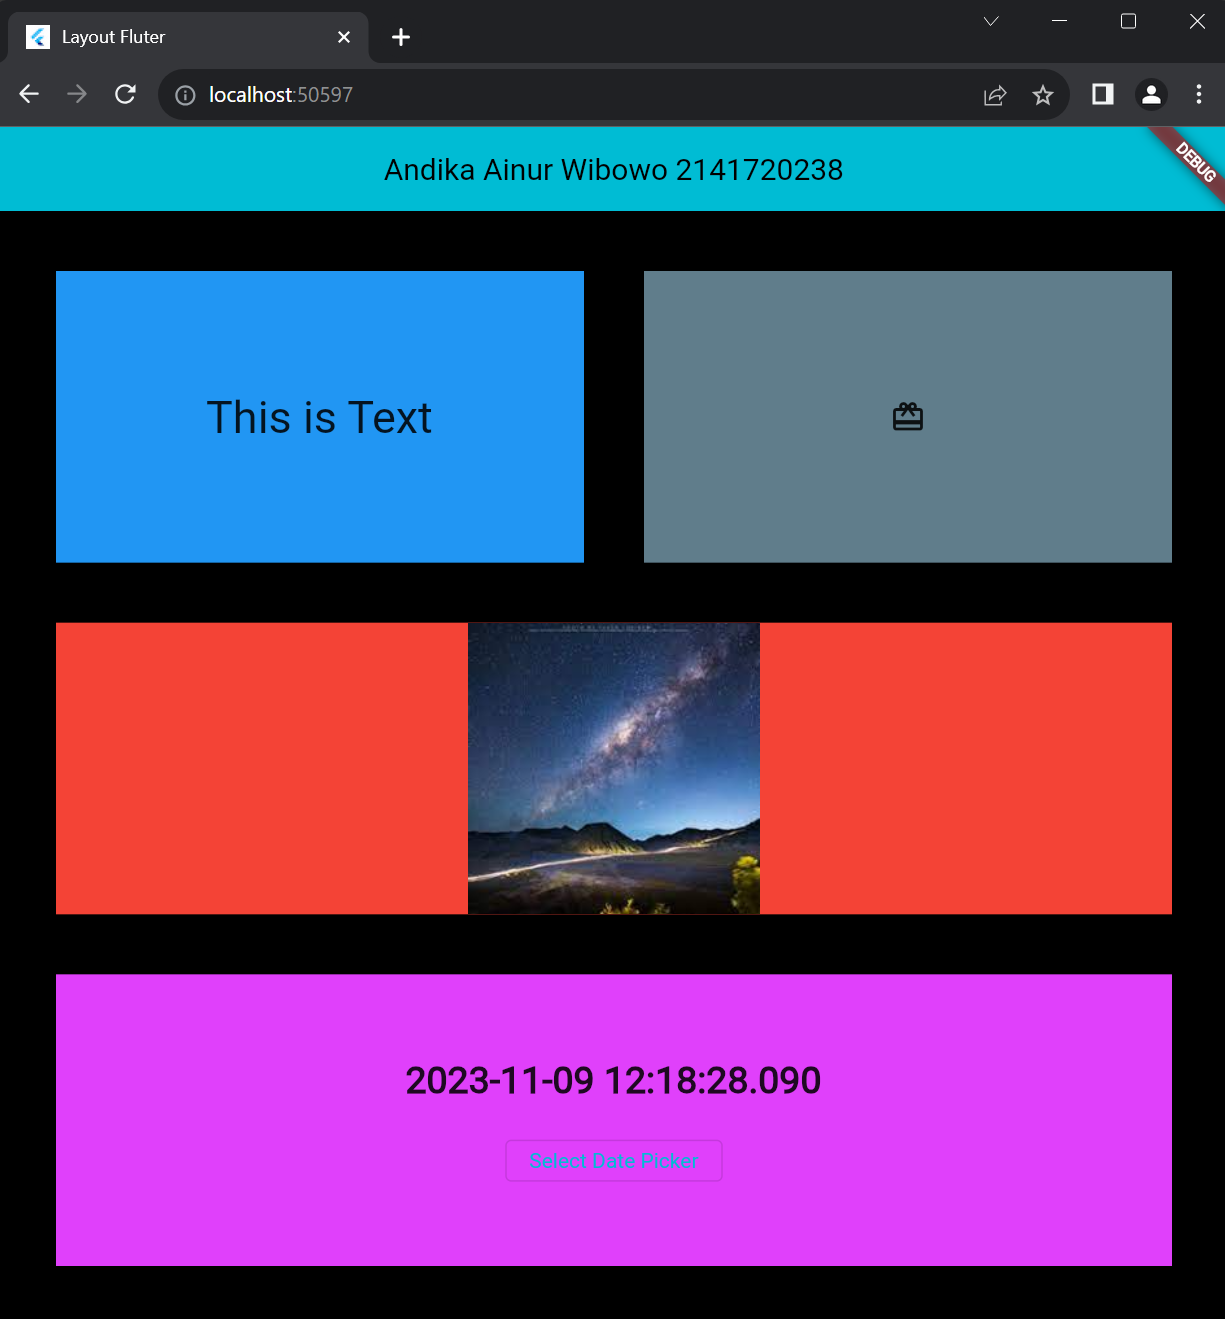 Layout Fluter
localhost:50597
Andika Ainur Wibowo 2141720238
DEBUG
This is Text
2023-11-09 12:18:28.090
Select Date Picker